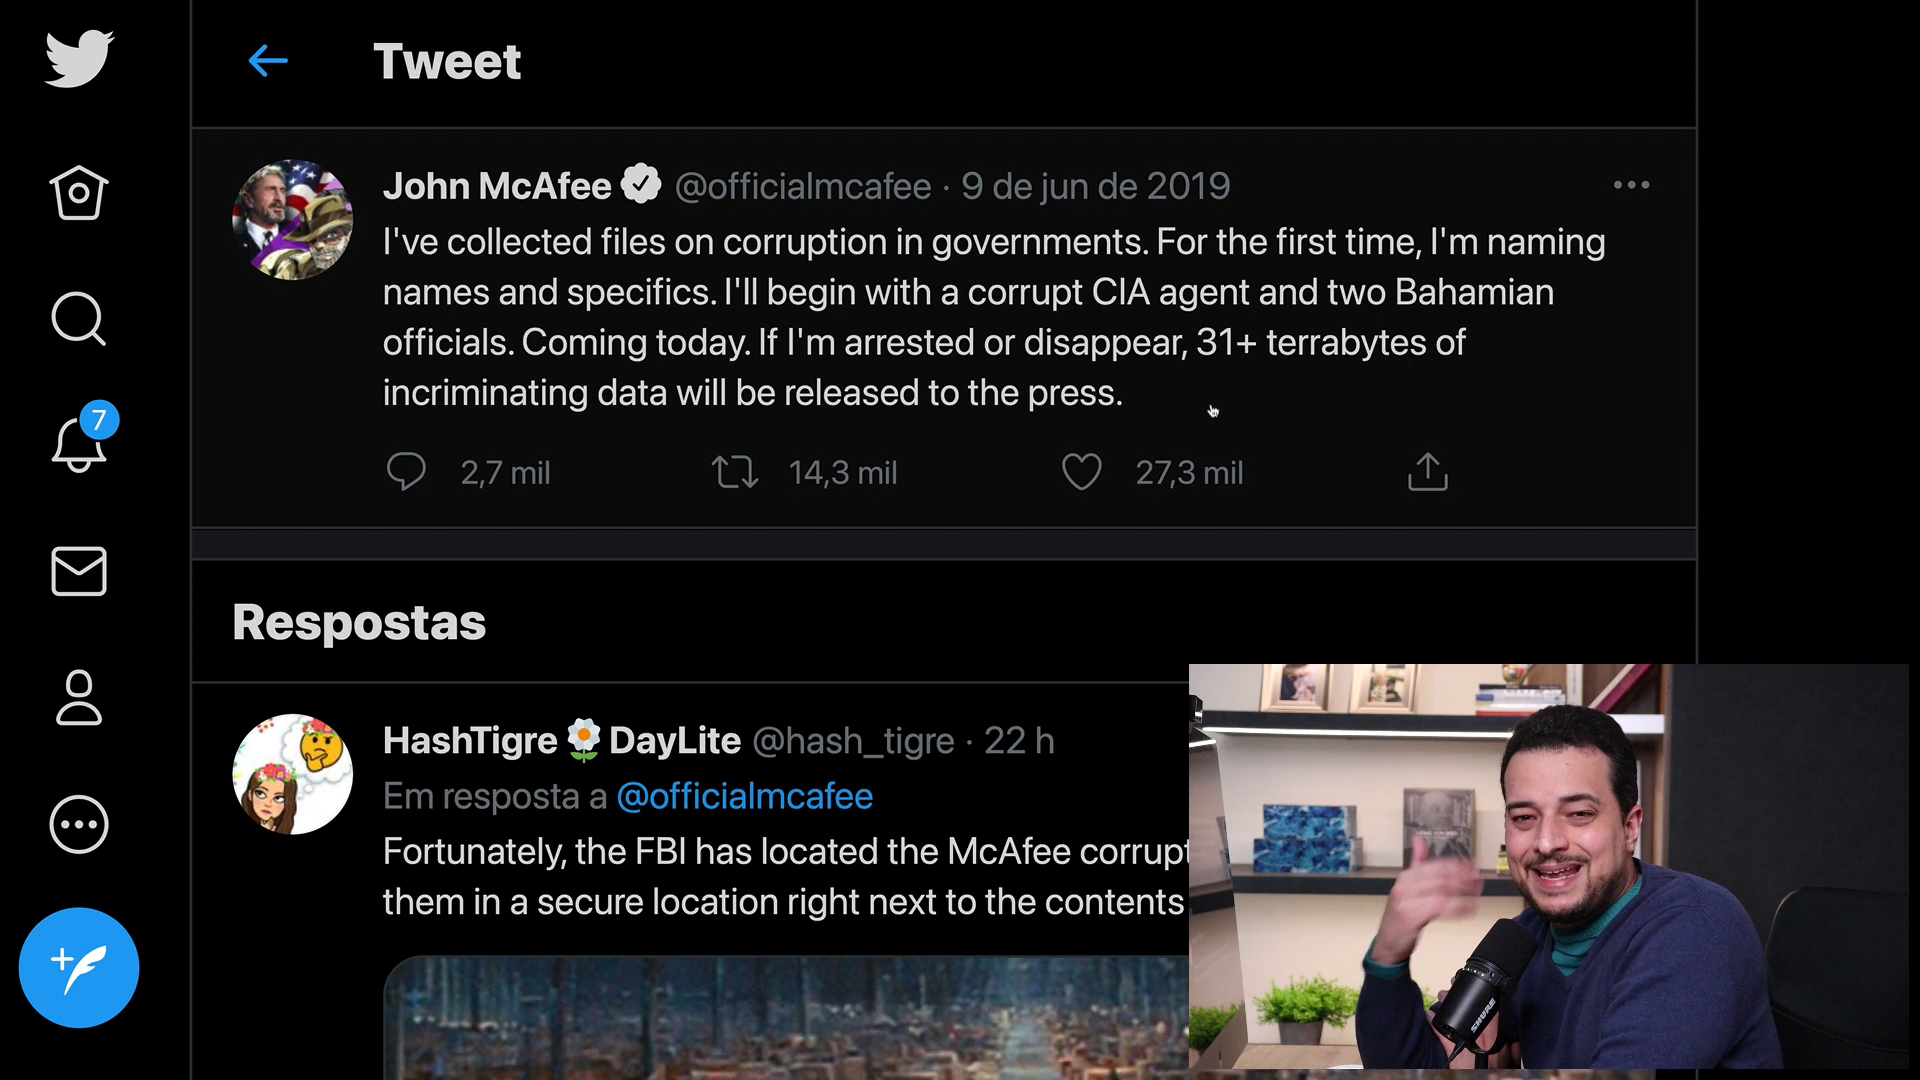 Tweet
John McAfee @officialmcafee · 9 de jun de 2019
I've collected files on corruption in governments. For the first time, I'm naming
names and specifics. I'll begin with a corrupt CIA agent and two Bahamian
officials. Coming today. If I'm arrested or disappear, 31+ terrabytes of
incriminating data will be released to the press.
2,7 mil 14,3 mil 27,3 mil
7
Respostas
HashTigre DayLite @hash_tigre · 22 h
Em resposta a @officialmcafee
Fortunately, the FBI has located the McAfee corrupt
them in a secure location right next to the contents
SHURE